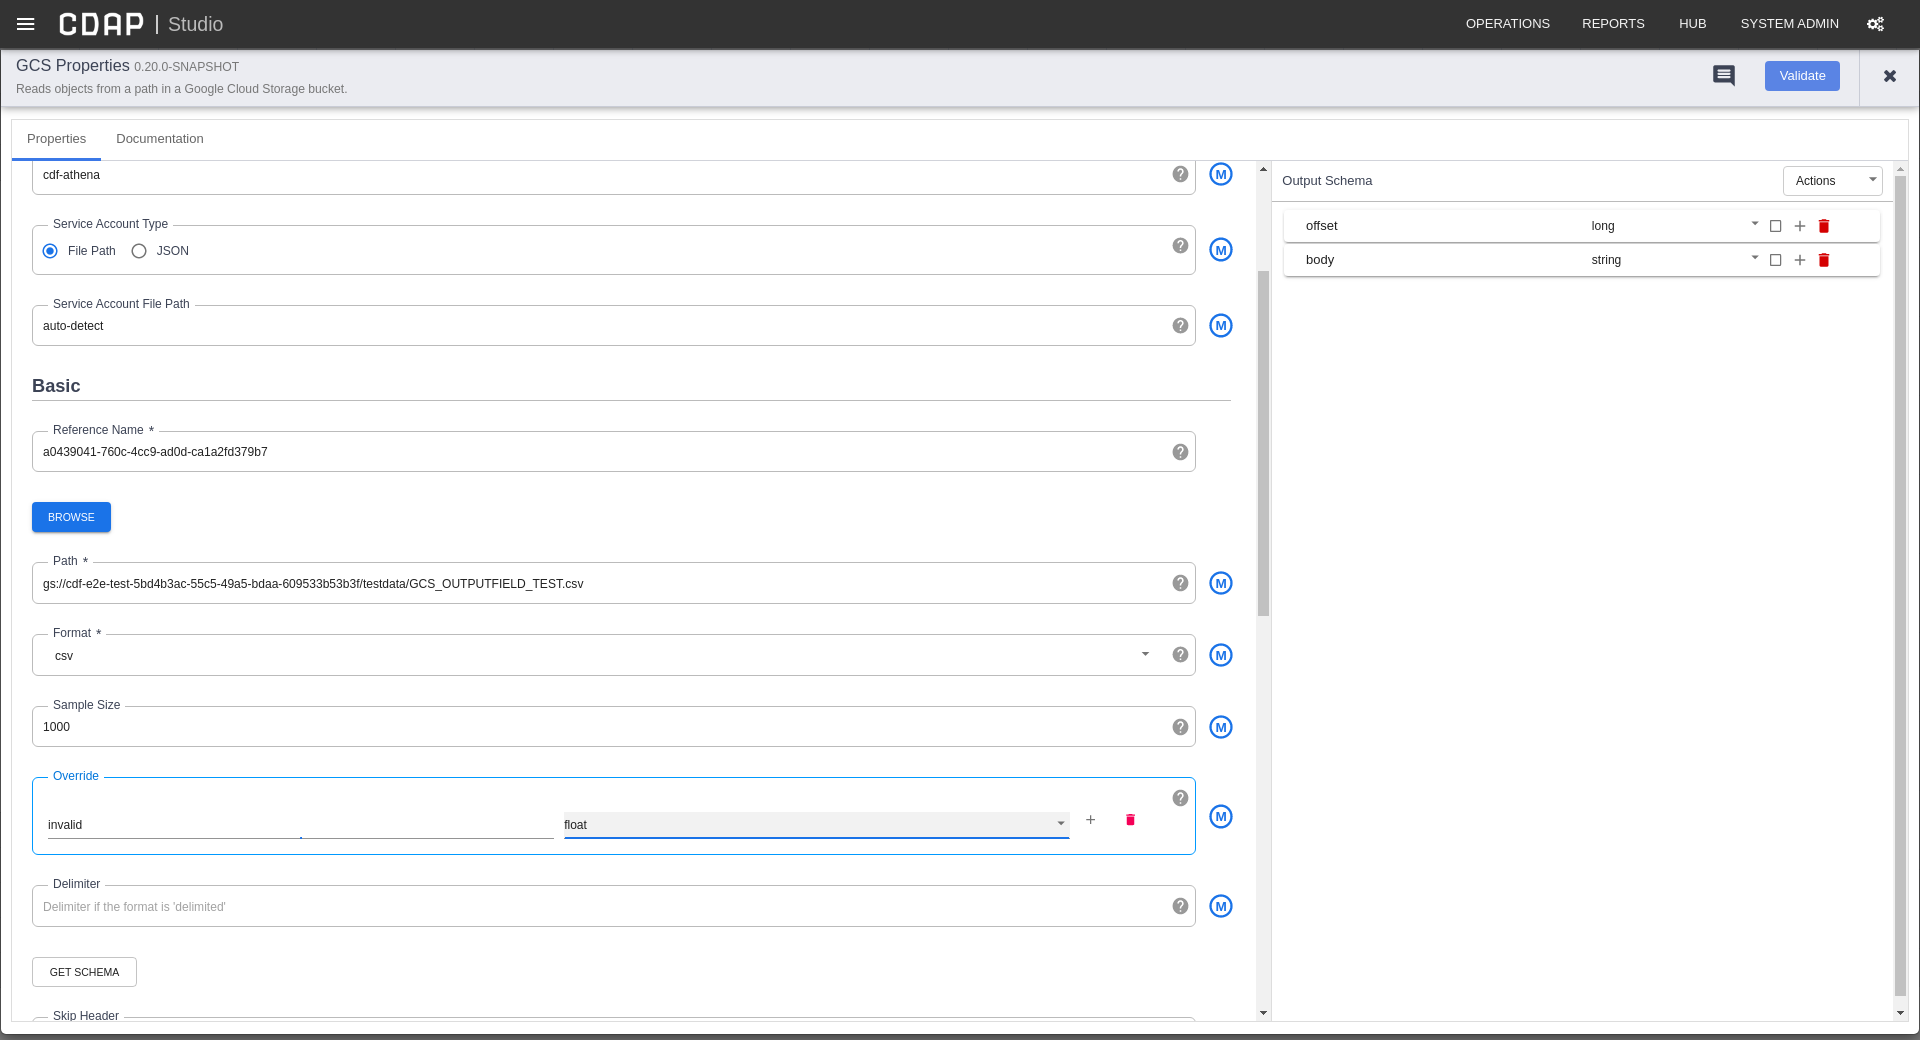 CDAP | Studio
OPERATIONS REPORTS HUB SYSTEM ADMIN
GCS Properties 0.20.0-SNAPSHOT
Reads objects from a path in a Google Cloud Storage bucket.
Validate
Properties Documentation
cdf-athena
M
Service Account Type
File Path JSON
M
Service Account File Path
auto-detect
M
Basic
Reference Name *
a0439041-760c-4cc9-ad0d-ca1a2fd379b7
BROWSE
Path *
gs://cdf-e2e-test-5bd4b3ac-55c5-49a5-bdaa-609533b53b3f/testdata/GCS_OUTPUTFIELD_TEST.csv
M
Format *
csv
M
Sample Size
1000
M
Override
invalid float
M
Delimiter
Delimiter if the format is 'delimited'
M
GET SCHEMA
Skip Header
Output Schema
Actions
offset long
body string